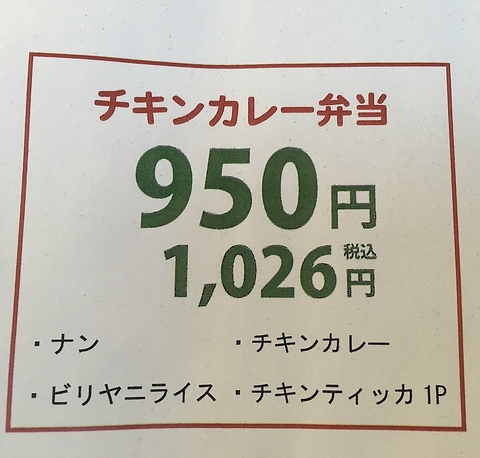 チキンカレー弁当
950円
1,026税込円
・ナン ・チキンカレー
・ビリヤニライス ・チキンティッカ 1P